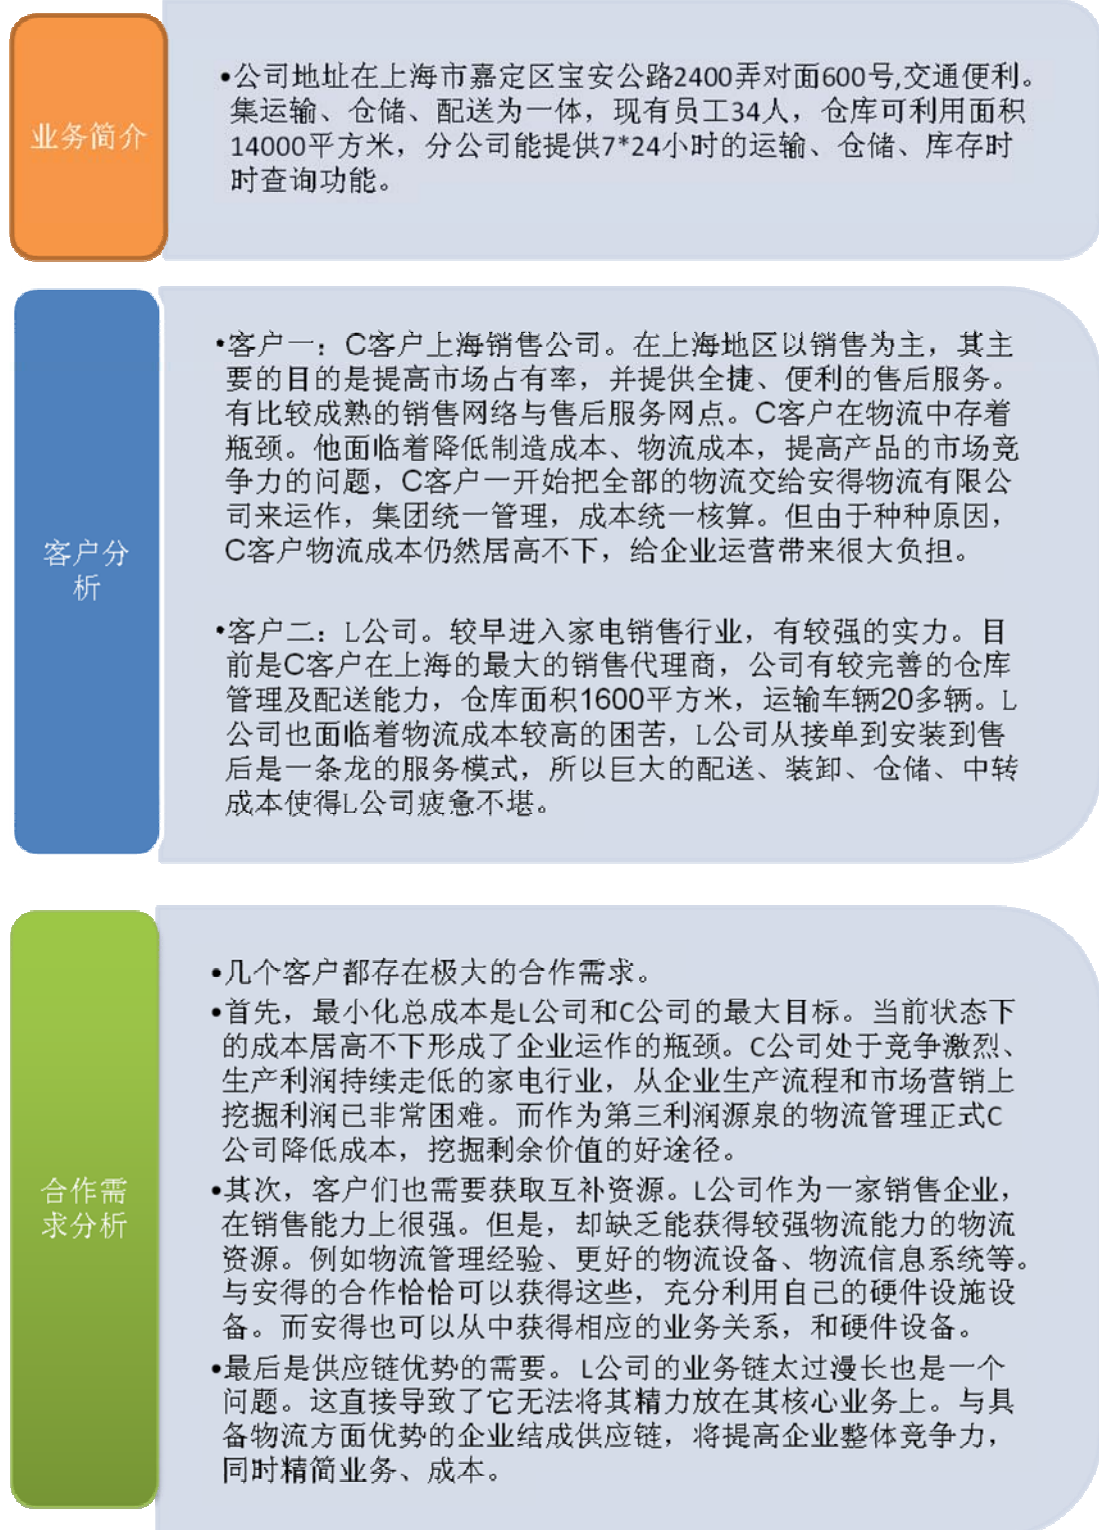 业务简介
•公司地址在上海市嘉定区宝安公路2400弄对面600号,交通便利。
集运输、仓储、配送为一体，现有员工34人，仓库可利用面积
14000平方米，分公司能提供7*24小时的运输、仓储、库存时
时查询功能。
客户分
析
•客户一：C客户上海销售公司。在上海地区以销售为主，其主
要的目的是提高市场占有率，并提供全捷、便利的售后服务。
有比较成熟的销售网络与售后服务网点。C客户在物流中存着
瓶颈。他面临着降低制造成本、物流成本，提高产品的市场竞
争力的问题，C客户一开始把全部的物流交给安得物流有限公
司来运作，集团统一管理，成本统一核算。但由于种种原因，
C客户物流成本仍然居高不下，给企业运营带来很大负担。
•客户二：L公司。较早进入家电销售行业，有较强的实力。目
前是C客户在上海的最大的销售代理商，公司有较完善的仓库
管理及配送能力，仓库面积1600平方米，运输车辆20多辆。L
公司也面临着物流成本较高的困苦，L公司从接单到安装到售
后是一条龙的服务模式，所以巨大的配送、装卸、仓储、中转
成本使得L公司疲惫不堪。
合作需
求分析
•几个客户都存在极大的合作需求。
•首先，最小化总成本是L公司和C公司的最大目标。当前状态下
的成本居高不下形成了企业运作的瓶颈。C公司处于竞争激烈、
生产利润持续走低的家电行业，从企业生产流程和市场营销上
挖掘利润已非常困难。而作为第三利润源泉的物流管理正式C
公司降低成本，挖掘剩余价值的好途径。
•其次，客户们也需要获取互补资源。L公司作为一家销售企业，
在销售能力上很强。但是，却缺乏能获得较强物流能力的物流
资源。例如物流管理经验、更好的物流设备、物流信息系统等。
与安得的合作恰恰可以获得这些，充分利用自己的硬件设施设
备。而安得也可以从中获得相应的业务关系，和硬件设备。
•最后是供应链优势的需要。L公司的业务链太过漫长也是一个
问题。这直接导致了它无法将其精力放在其核心业务上。与具
备物流方面优势的企业结成供应链，将提高企业整体竞争力，
同时精简业务、成本。